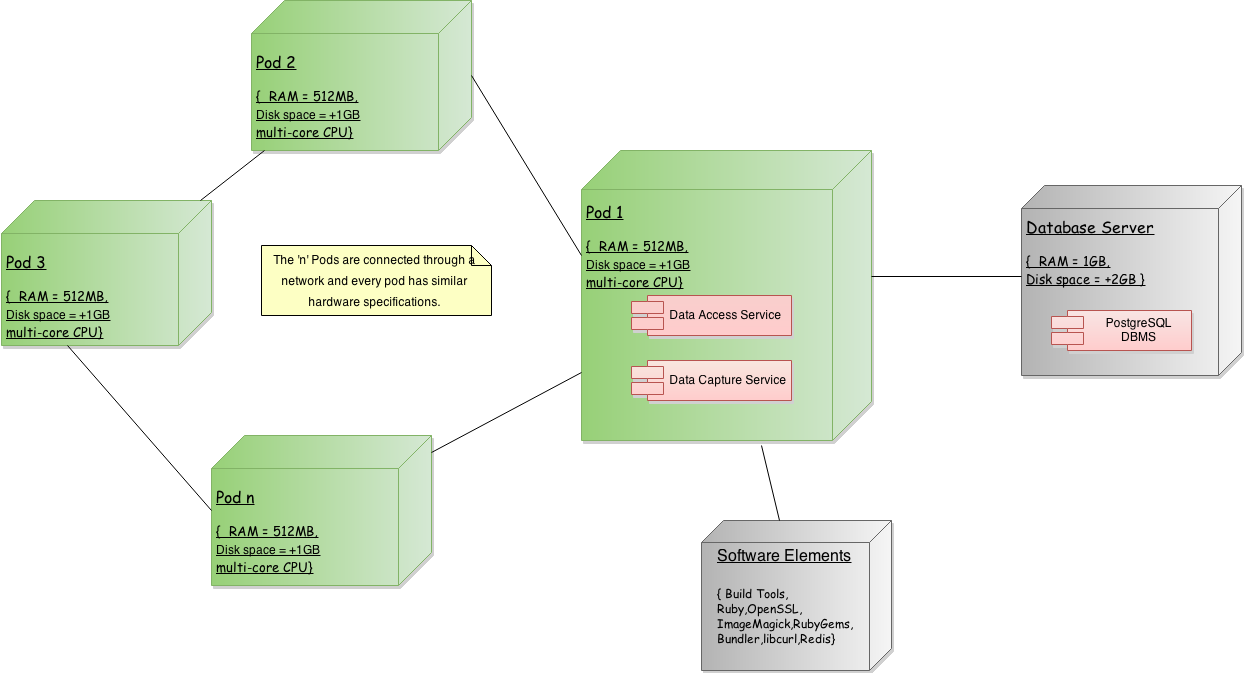 Pod 2
{ RAM = 512MB,
Disk space = +1GB
multi-core CPU}
Pod 3
{ RAM = 512MB,
Disk space = +1GB
multi-core CPU}
The 'n' Pods are connected through a
network and every pod has similar
hardware specifications.
Pod 1
{ RAM = 512MB,
Disk space = +1GB
multi-core CPU}
Data Access Service
Data Capture Service
Database Server
{ RAM = 1GB,
Disk space = +2GB }
PostgreSQL
DBMS
Pod n
{ RAM = 512MB,
Disk space = +1GB
multi-core CPU}
Software Elements
{ Build Tools,
Ruby,OpenSSL,
ImageMagick,RubyGems,
Bundler,libcurl,Redis}